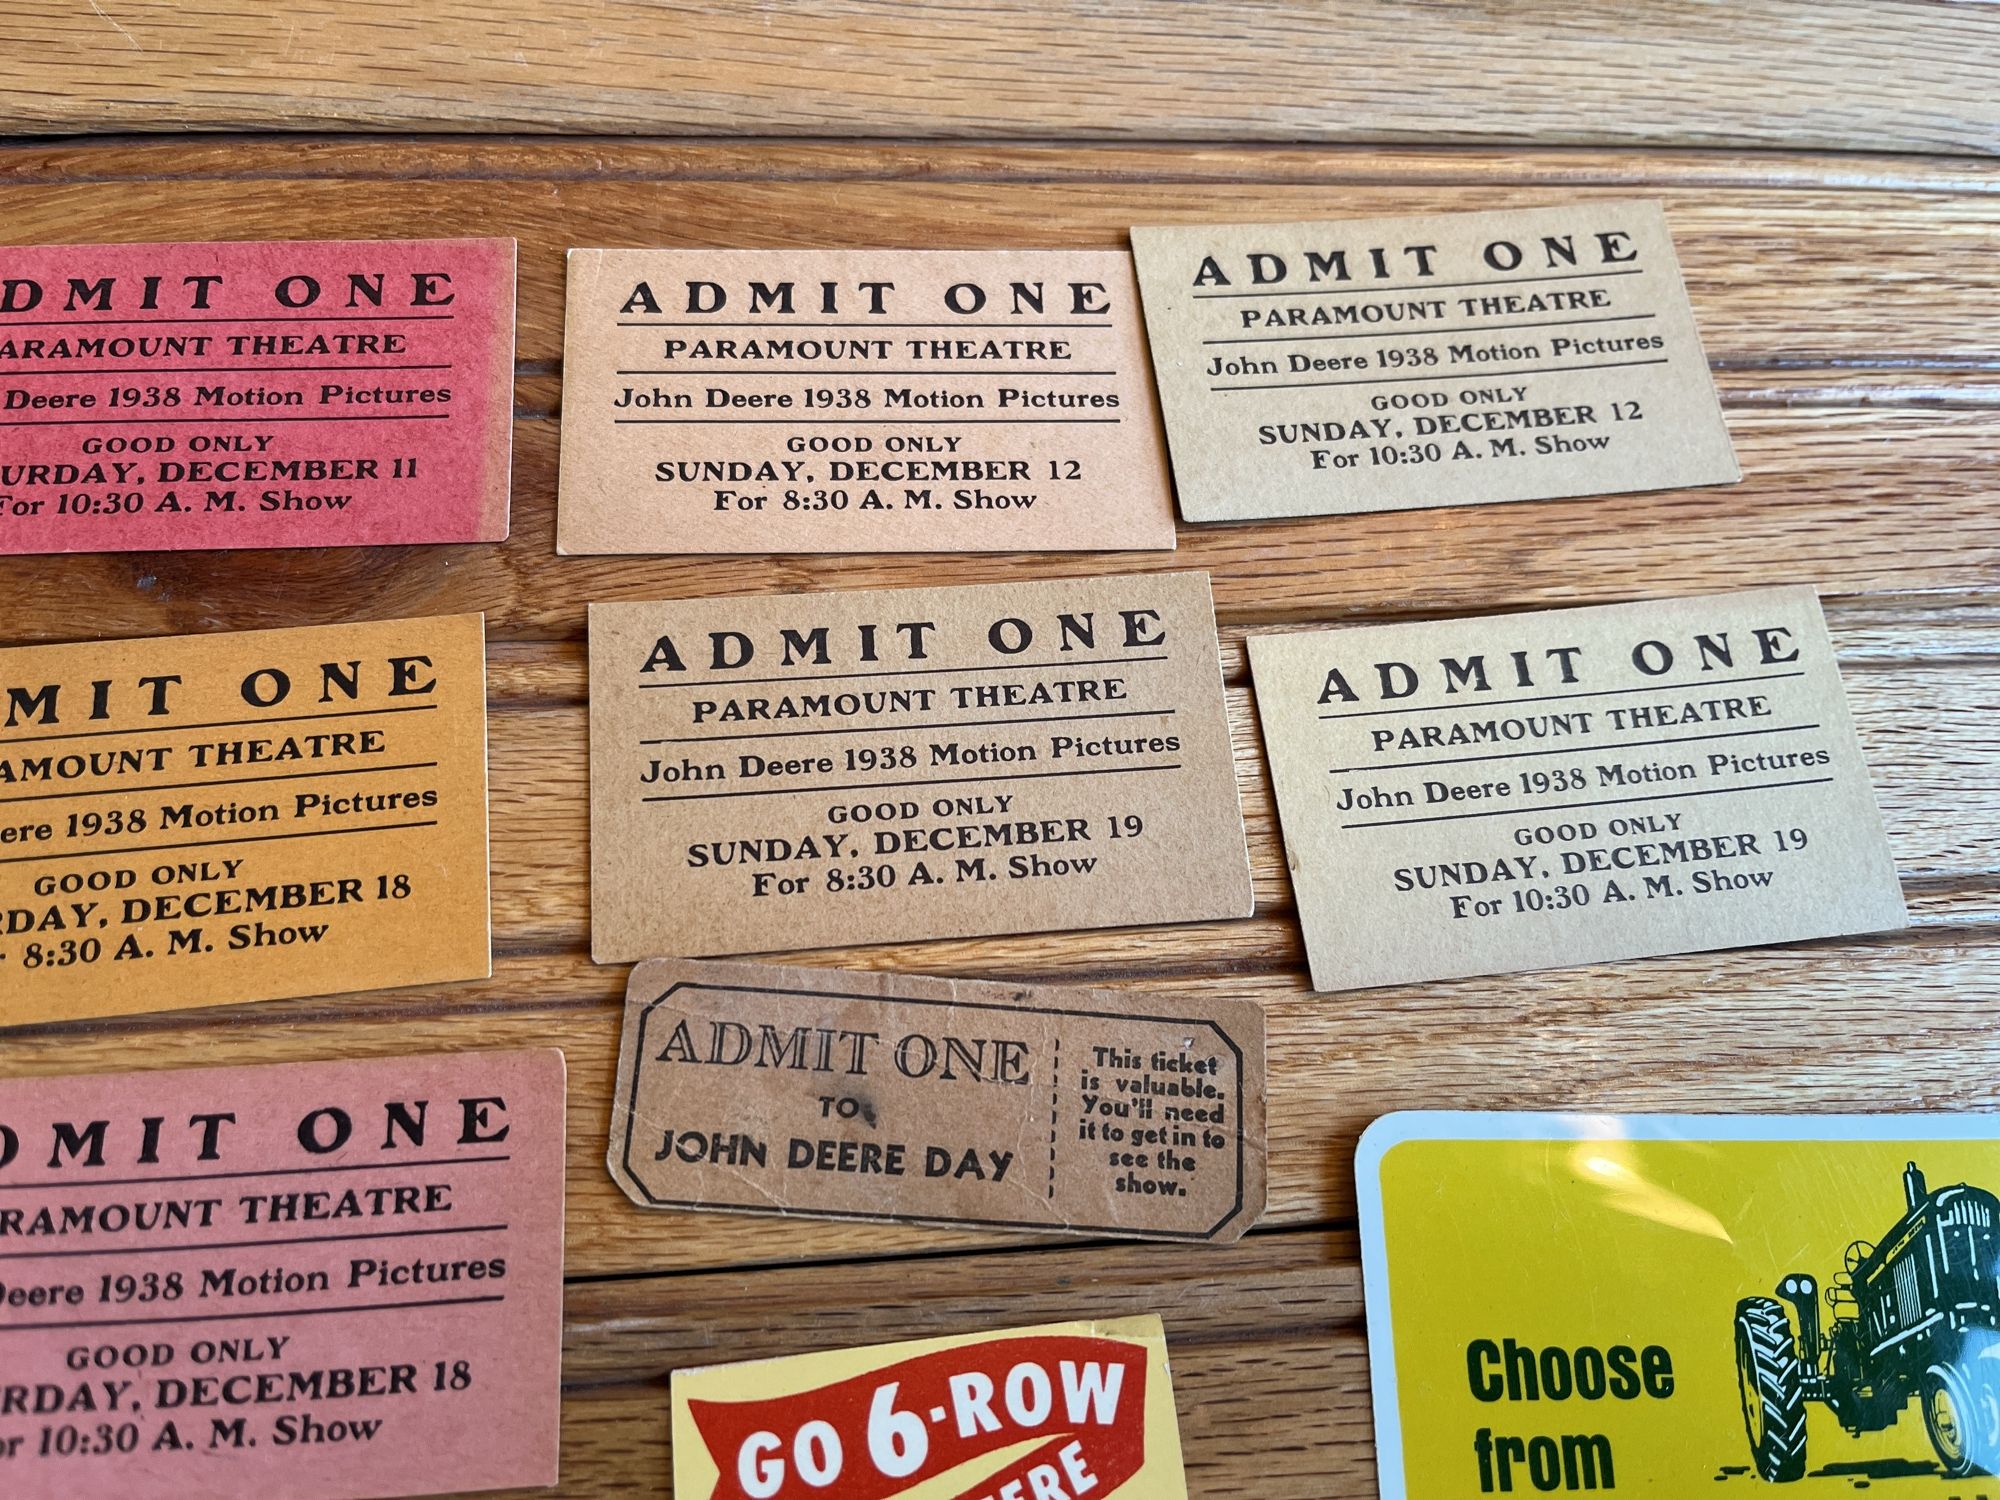 DMIT ONE
ARAMOUNT THEATRE
Deere 1938 Motion Pictures
GOOD ONLY
URDAY, DECEMBER 11
For 10:30 A. M. Show
ADMIT ONE
PARAMOUNT THEATRE
John Deere 1938 Motion Pictures
GOOD ONLY
SUNDAY, DECEMBER 12
For 8:30 A. M. Show
ADMIT ONE
PARAMOUNT THEATRE
John Deere 1938 Motion Pictures
GOOD ONLY
SUNDAY, DECEMBER 12
For 10:30 A. M. Show
MIT ONE
AMOUNT THEATRE
ere 1938 Motion Pictures
GOOD ONLY
RDAY, DECEMBER 18
r 8:30 A. M. Show
ADMIT ONE
PARAMOUNT THEATRE
John Deere 1938 Motion Pictures
GOOD ONLY
SUNDAY, DECEMBER 19
For 8:30 A. M. Show
ADMIT ONE
PARAMOUNT THEATRE
John Deere 1938 Motion Pictures
GOOD ONLY
SUNDAY, DECEMBER 19
For 10:30 A. M. Show
DMIT ONE
RAMOUNT THEATRE
Deere 1938 Motion Pictures
GOOD ONLY
RDAY, DECEMBER 18
or 10:30 A. M. Show
ADMIT ONE
TO
JOHN DEERE DAY
This ticket
is valuable.
You'll need
it to get in to
see the
show.
GO 6-ROW
ERE
Choose
from